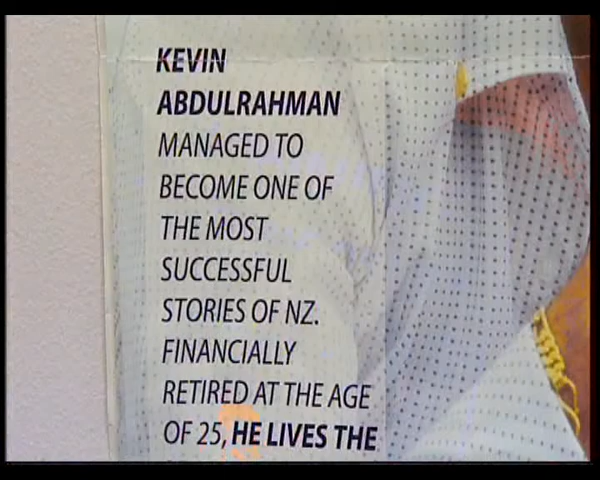 KEVIN
ABDULRAHMAN
MANAGED TO
BECOME ONE OF
THE MOST
SUCCESSFUL
STORIES OF NZ.
FINANCIALLY
RETIRED AT THE AGE
OF 25, HE LIVES THE